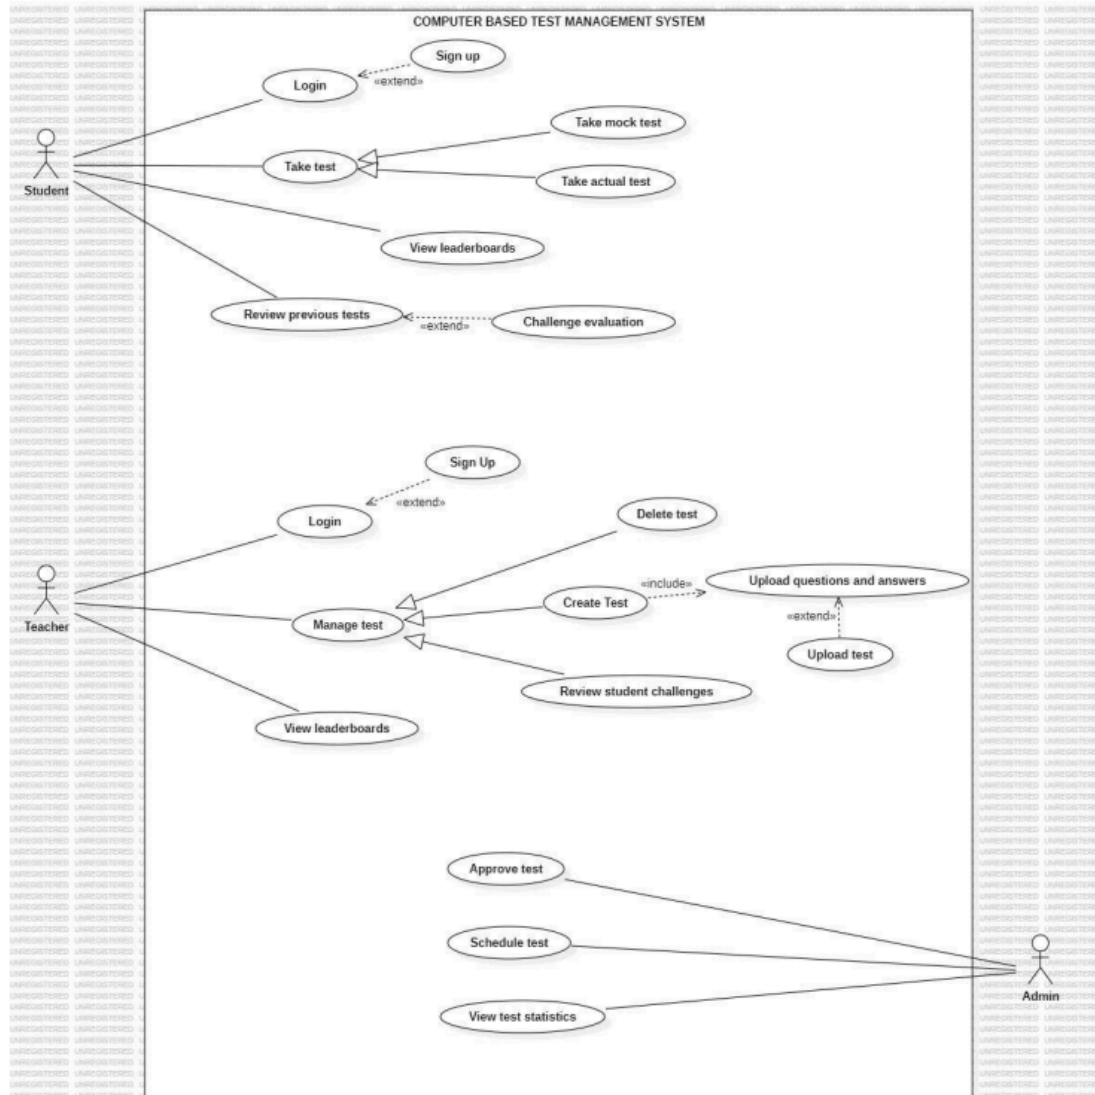 COMPUTER BASED TEST MANAGEMENT SYSTEM
Sign up
Login
«extend»
Take mock test
Take test
Take actual test
Student
View leaderboards
Review previous tests
«extend»
Challenge evaluation
Sign Up
«extend»
Login
Delete test
«include»
Upload questions and answers
Create Test
«extend»
Teacher
Manage test
Upload test
Review student challenges
View leaderboards
Approve test
Schedule test
Admin
View test statistics
UNREGISTERED